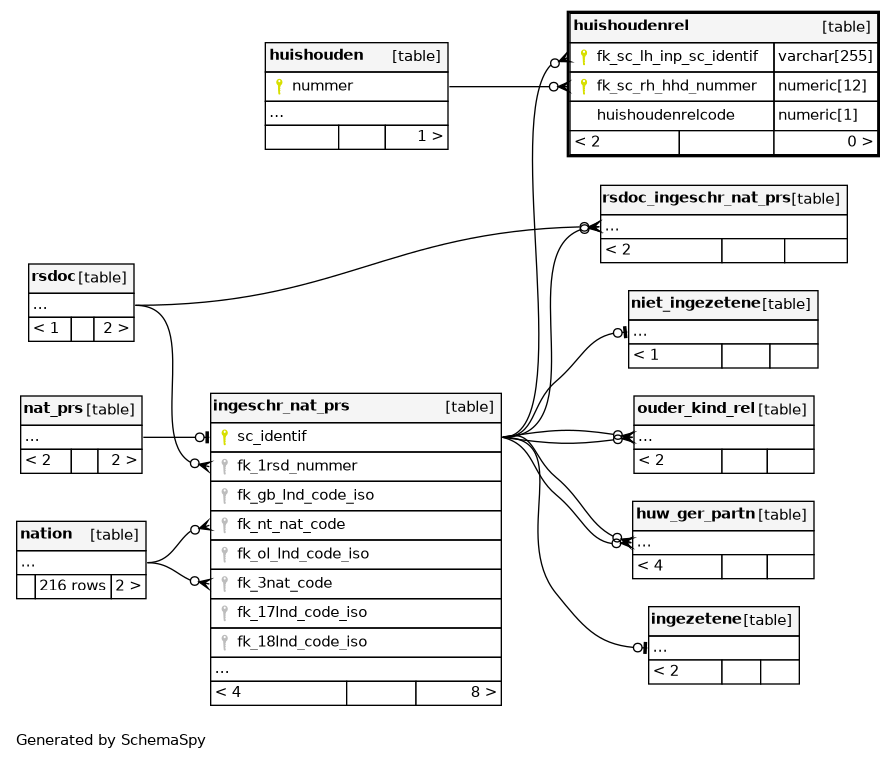 huishoudenrel [table]
fk_sc_lh_inp_sc_identif varchar[255]
fk_sc_rh_hhd_nummer numeric[12]
huishoudenrelcode numeric[1]
< 2 0 >
huishouden [table]
nummer
...
1 >
rsdoc_ingeschr_nat_prs [table]
...
< 2
rsdoc [table]
...
< 1 2 >
niet_ingezetene [table]
...
< 1
nat_prs [table]
...
< 2 2 >
ingeschr_nat_prs [table]
sc_identif
fk_1rsd_nummer
fk_gb_lnd_code_iso
fk_nt_nat_code
fk_ol_lnd_code_iso
fk_3nat_code
fk_17lnd_code_iso
fk_18lnd_code_iso
...
< 4 8 >
ouder_kind_rel [table]
...
< 2
nation [table]
...
216 rows 2 >
huw_ger_partn [table]
...
< 4
ingezetene [table]
...
< 2
Generated by SchemaSpy